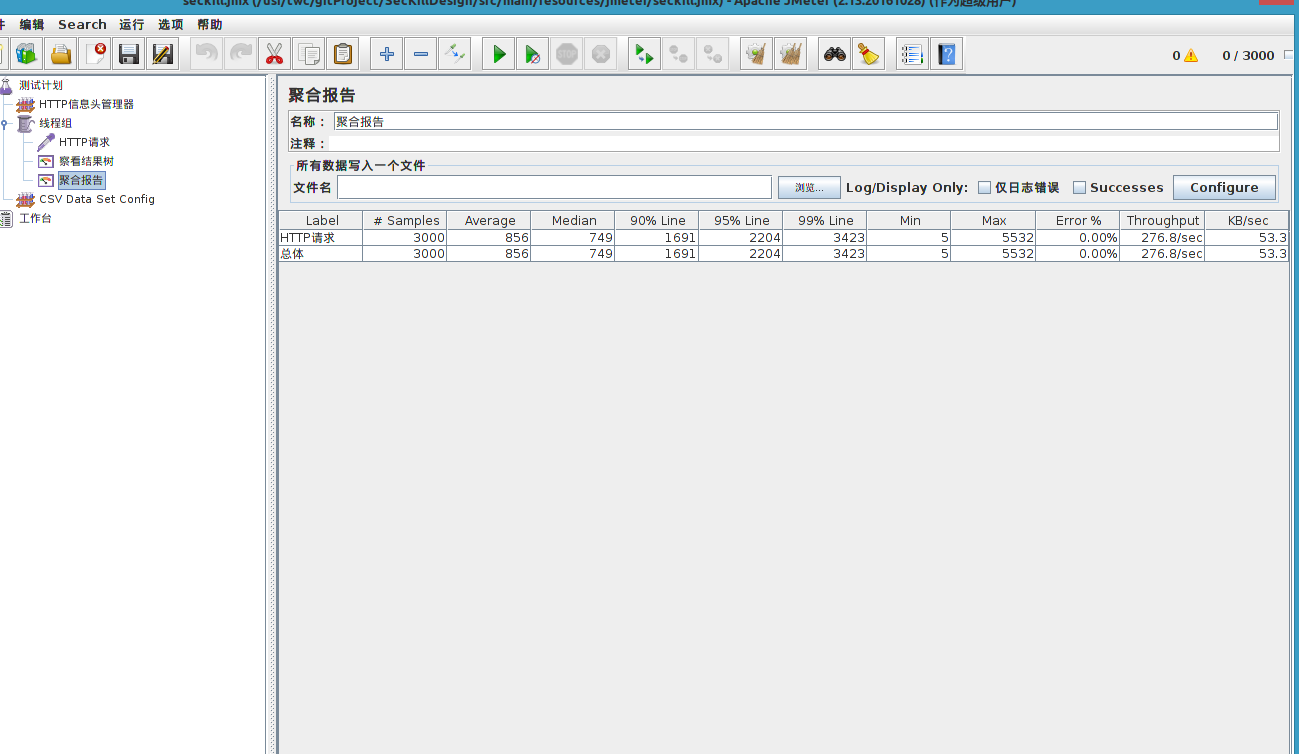 seckill.jmx (/usr/twc/gitProject/SecKillDesign/src/main/resources/jmeter/seckill.jmx) - Apache JMeter (2.13.20161028) (作为超级用户)
编辑 Search 运行 选项 帮助
STOP
0 0 / 3000
测试计划
HTTP信息头管理器
线程组
HTTP请求
察看结果树
聚合报告
CSV Data Set Config
工作台
聚合报告
名称： 聚合报告
注释：
所有数据写入一个文件
文件名 浏览... Log/Display Only: 仅日志错误 Successes Configure
Label # Samples Average Median 90% Line 95% Line 99% Line Min Max Error % Throughput KB/sec
HTTP请求 3000 856 749 1691 2204 3423 5 5532 0.00% 276.8/sec 53.3
总体 3000 856 749 1691 2204 3423 5 5532 0.00% 276.8/sec 53.3